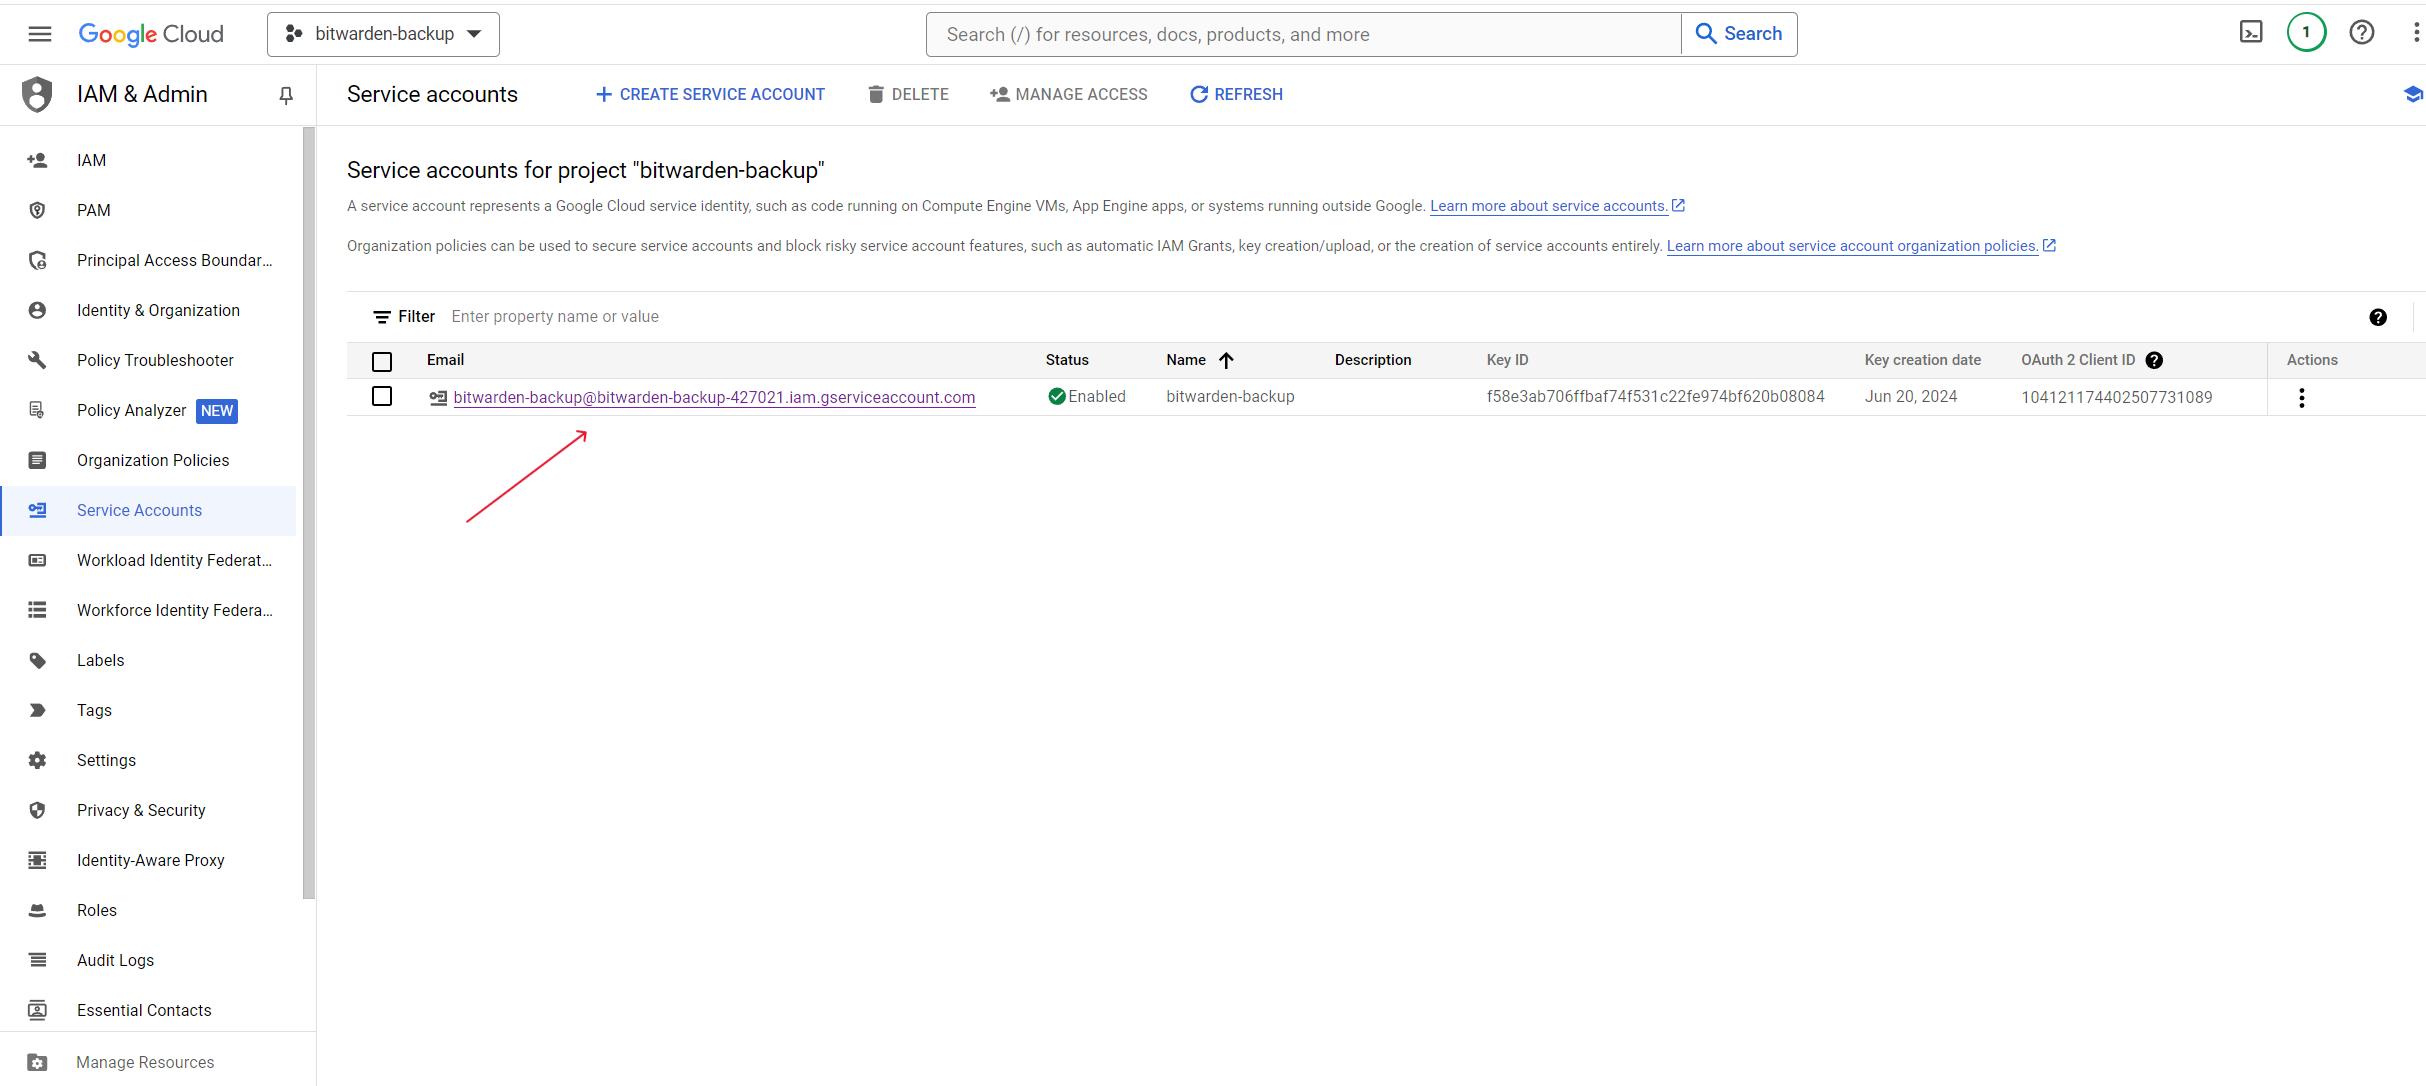 Google Cloud
bitwarden-backup
Search (/) for resources, docs, products, and more
Search
1
IAM & Admin
Service accounts
CREATE SERVICE ACCOUNT
DELETE
MANAGE ACCESS
REFRESH
IAM
PAM
Principal Access Boundar...
Identity & Organization
Policy Troubleshooter
Policy Analyzer NEW
Organization Policies
Service Accounts
Workload Identity Federat...
Workforce Identity Federa...
Labels
Tags
Settings
Privacy & Security
Identity-Aware Proxy
Roles
Audit Logs
Essential Contacts
Manage Resources
Service accounts for project "bitwarden-backup"
A service account represents a Google Cloud service identity, such as code running on Compute Engine VMs, App Engine apps, or systems running outside Google. Learn more about service accounts.
Organization policies can be used to secure service accounts and block risky service account features, such as automatic IAM Grants, key creation/upload, or the creation of service accounts entirely. Learn more about service account organization policies.
Filter Enter property name or value
Email Status Name Description Key ID Key creation date OAuth 2 Client ID Actions
bitwarden-backup@bitwarden-backup-427021.iam.gserviceaccount.com Enabled bitwarden-backup f58e3ab706ffbaf74f531c22fe974bf620b08084 Jun 20, 2024 104121174402507731089